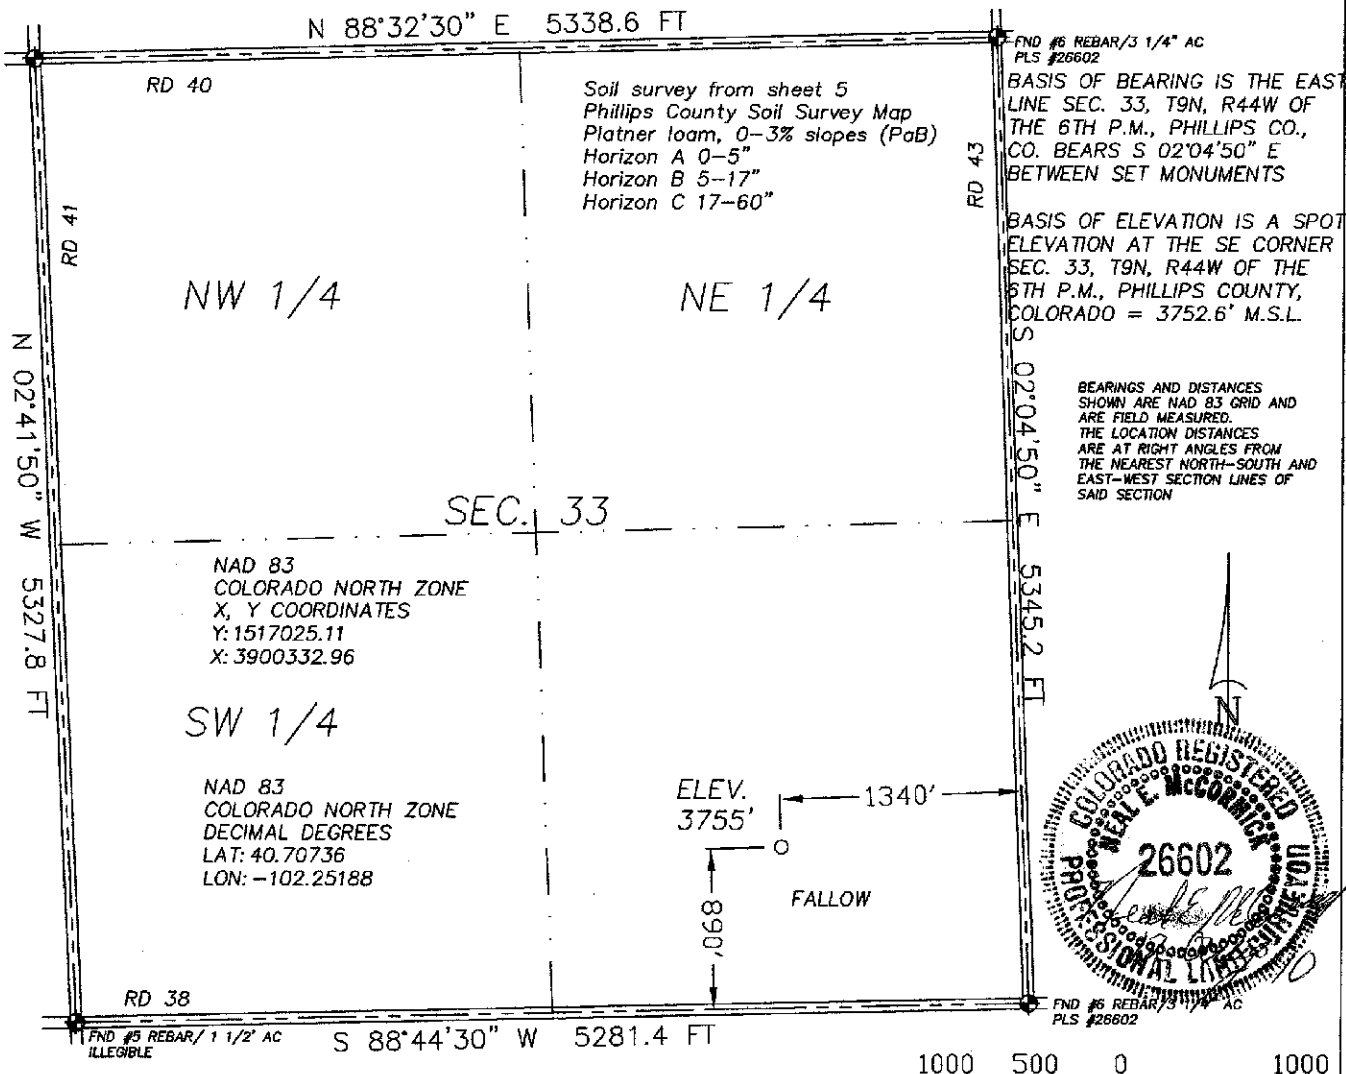 N 88°32'30" E 5338.6 FT
FND #6 REBAR/3 1/4" AC
PLS #26602
RD 40
Soil survey from sheet 5
Phillips County Soil Survey Map
Platner loam, 0-3% slopes (PaB)
Horizon A 0-5"
Horizon B 5-17"
Horizon C 17-60"
RD 43
BASIS OF BEARING IS THE EAST
LINE SEC. 33, T9N, R44W OF
THE 6TH P.M., PHILLIPS CO.,
CO. BEARS S 02°04'50" E
BETWEEN SET MONUMENTS
RD 41
BASIS OF ELEVATION IS A SPOT
ELEVATION AT THE SE CORNER
SEC. 33, T9N, R44W OF THE
6TH P.M., PHILLIPS COUNTY,
COLORADO = 3752.6' M.S.L.
NW 1/4
NE 1/4
N 02°41'50" W 5327.8 FT
S 02°04'50" E 5345.2 FT
BEARINGS AND DISTANCES
SHOWN ARE NAD 83 GRID AND
ARE FIELD MEASURED.
THE LOCATION DISTANCES
ARE AT RIGHT ANGLES FROM
THE NEAREST NORTH-SOUTH AND
EAST-WEST SECTION LINES OF
SAID SECTION
SEC. 33
NAD 83
COLORADO NORTH ZONE
X, Y COORDINATES
Y: 1517025.11
X: 3900332.96
N
SW 1/4
NAD 83
COLORADO NORTH ZONE
DECIMAL DEGREES
LAT: 40.70736
LON: -102.25188
ELEV.
3755'
1340'
890'
FALLOW
COLORADO REGISTERED
NEAL E. McCORMICK
26602
PROFESSIONAL LAND SURVEYOR
RD 38
FND #5 REBAR/ 1 1/2' AC
ILLEGIBLE
S 88°44'30" W 5281.4 FT
FND #6 REBAR/3 1/4" AC
PLS #26602
1000 500 0 1000